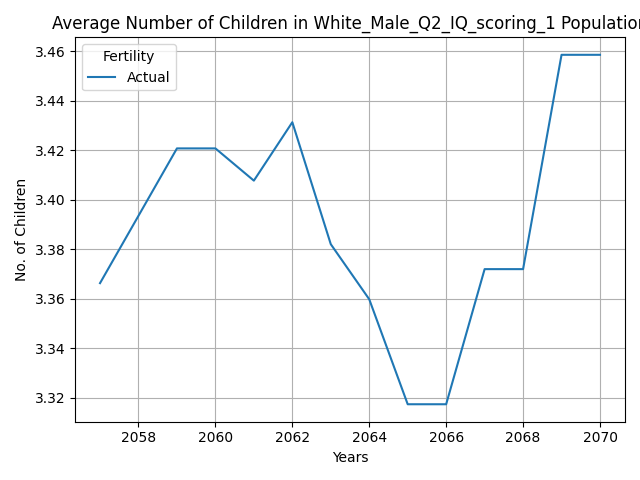 Average Number of Children in White_Male_Q2_IQ_scoring_1 Population
Fertility
Actual
3.46
3.44
3.42
3.40
3.38
3.36
3.34
3.32
No. of Children
2058 2060 2062 2064 2066 2068 2070
Years